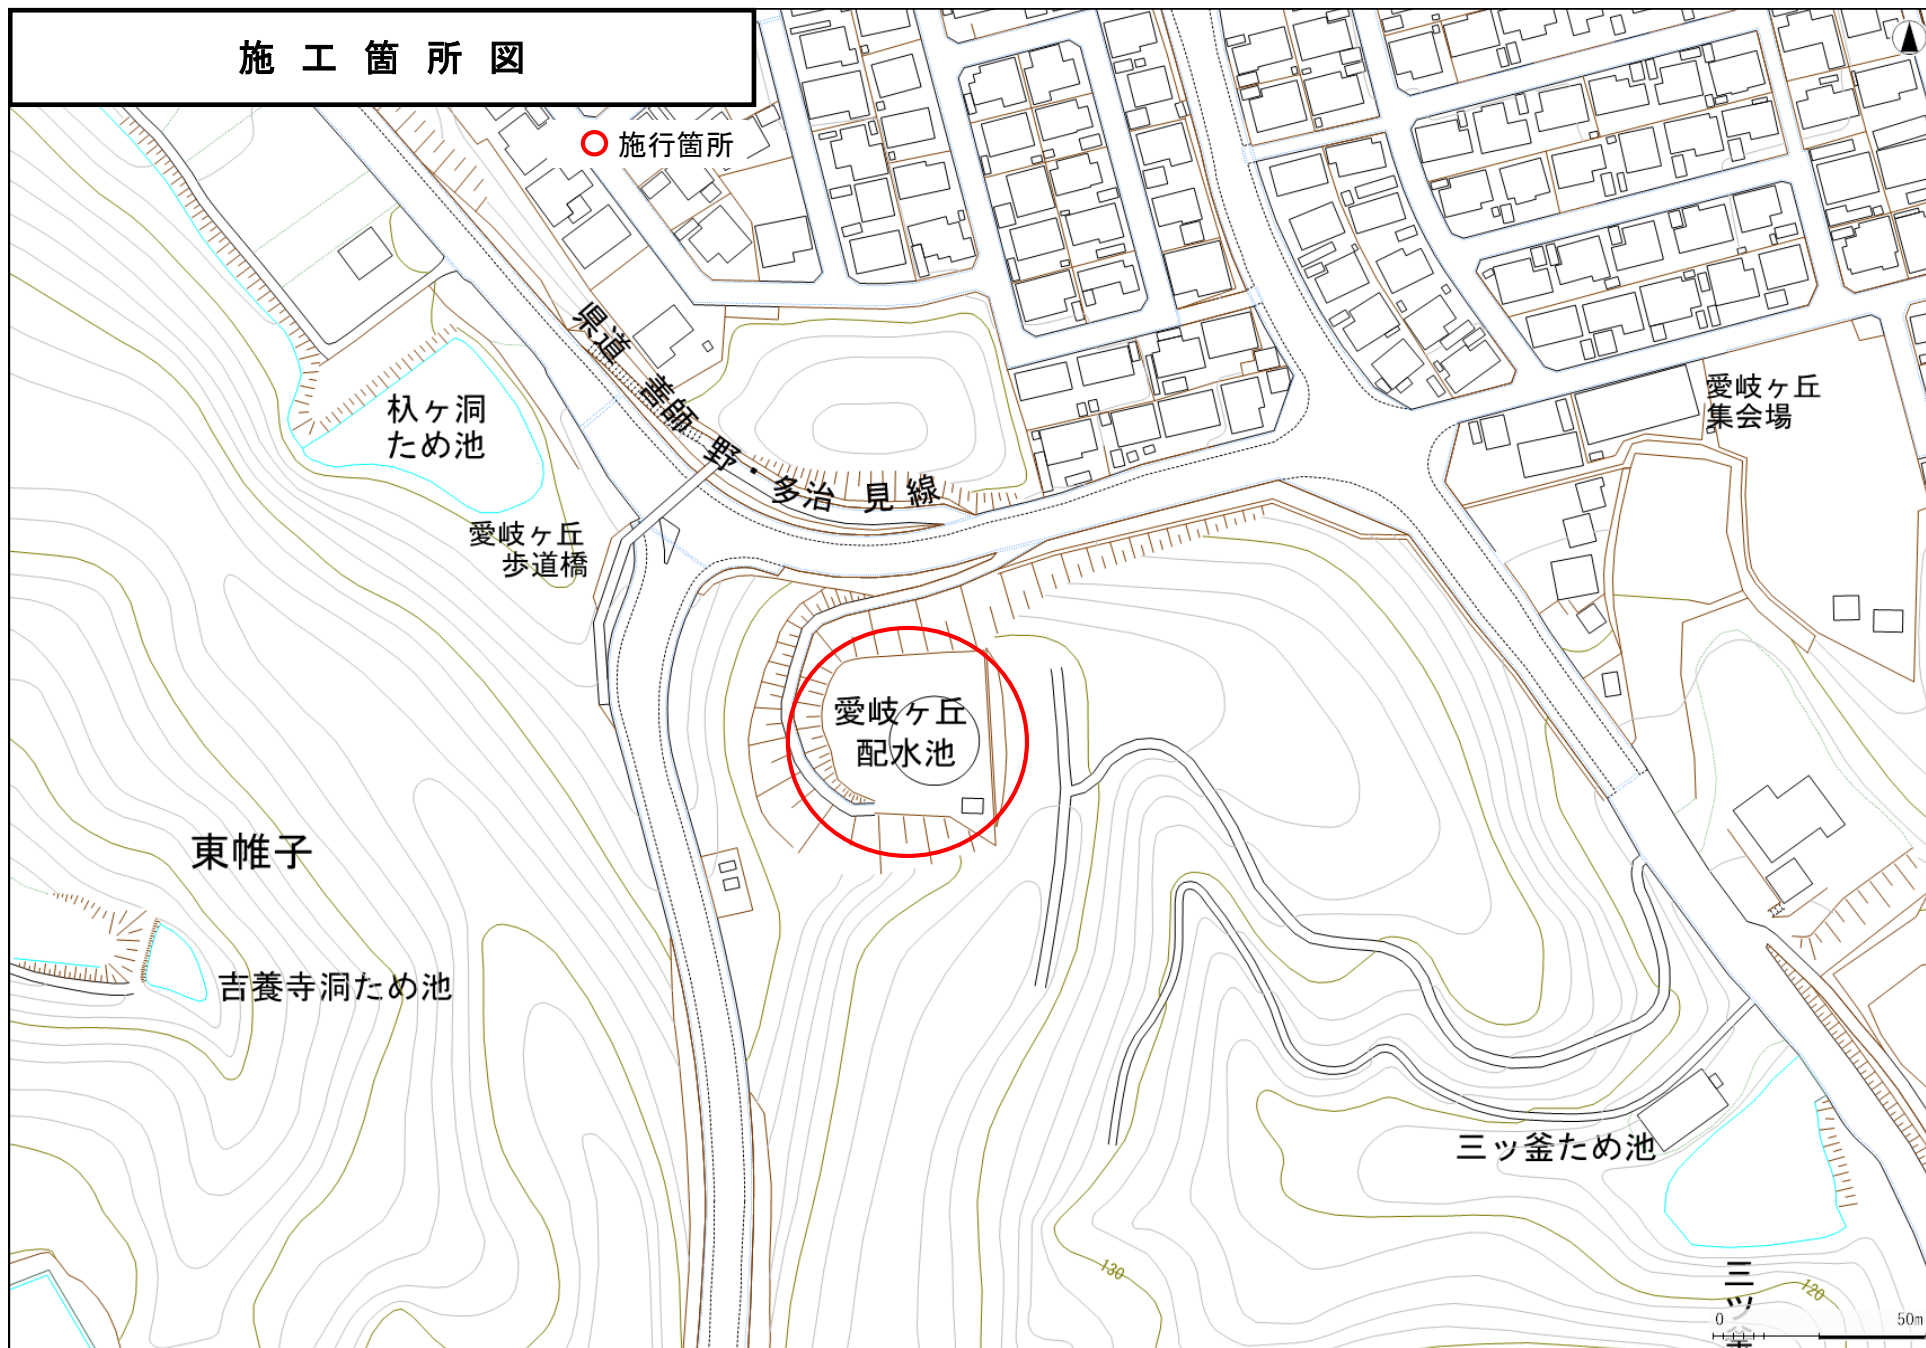 施工箇所図
施行箇所
県道 善師野・多治見線
愛岐ヶ丘
集会場
杁ヶ洞
ため池
愛岐ヶ丘
歩道橋
愛岐ヶ丘
配水池
東帷子
吉養寺洞ため池
三ッ釜ため池
130
120
三ツ
0 50m